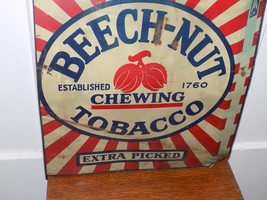 BEECH-NUT
ESTABLISHED 1760
CHEWING
TOBACCO
EXTRA PICKED